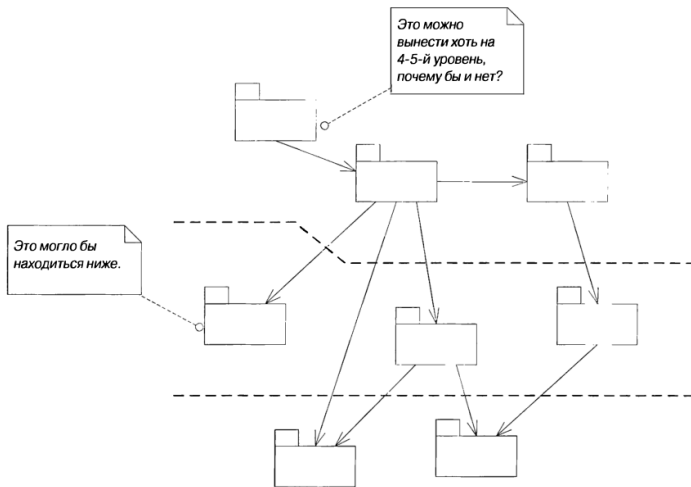 Это можно
вынести хоть на
4-5-й уровень,
почему бы и нет?
Это могло бы
находиться ниже.